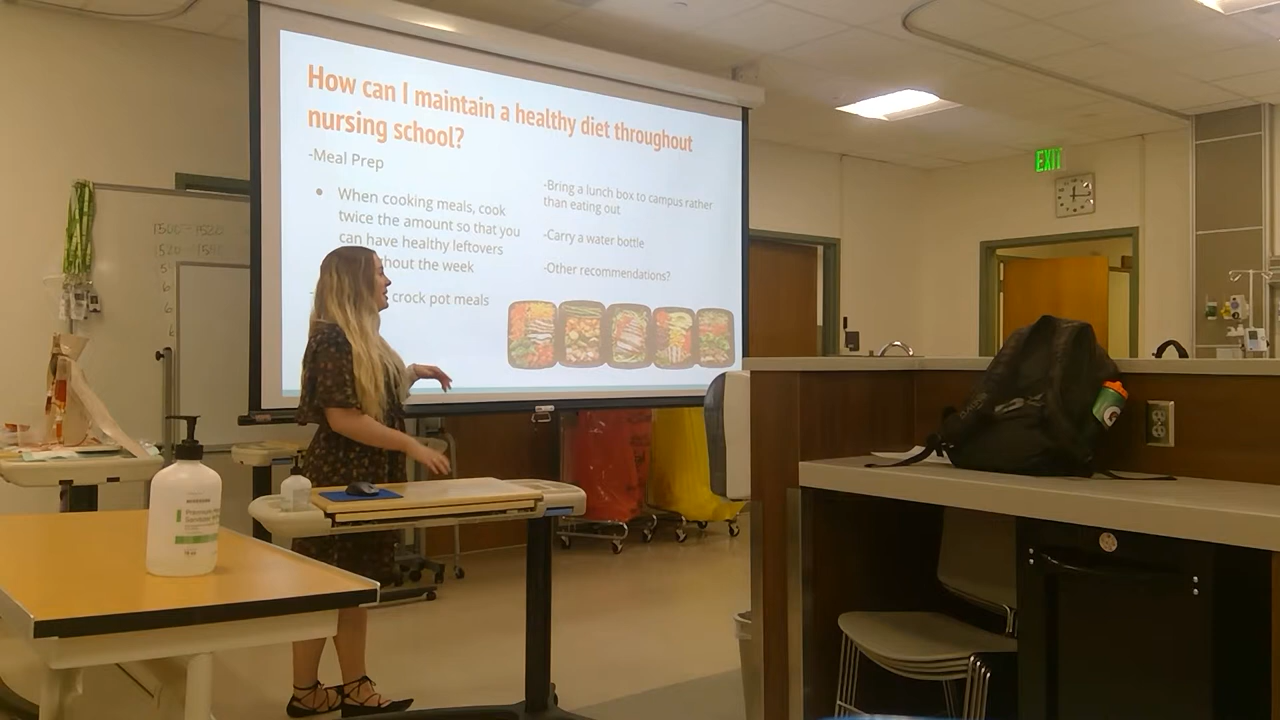 How can I maintain a healthy diet throughout
nursing school?
-Meal Prep
When cooking meals, cook
twice the amount so that you
can have healthy leftovers
hout the week
crock pot meals
-Bring a lunch box to campus rather
than eating out
-Carry a water bottle
-Other recommendations?
EXIT
1500 - 1520
1520